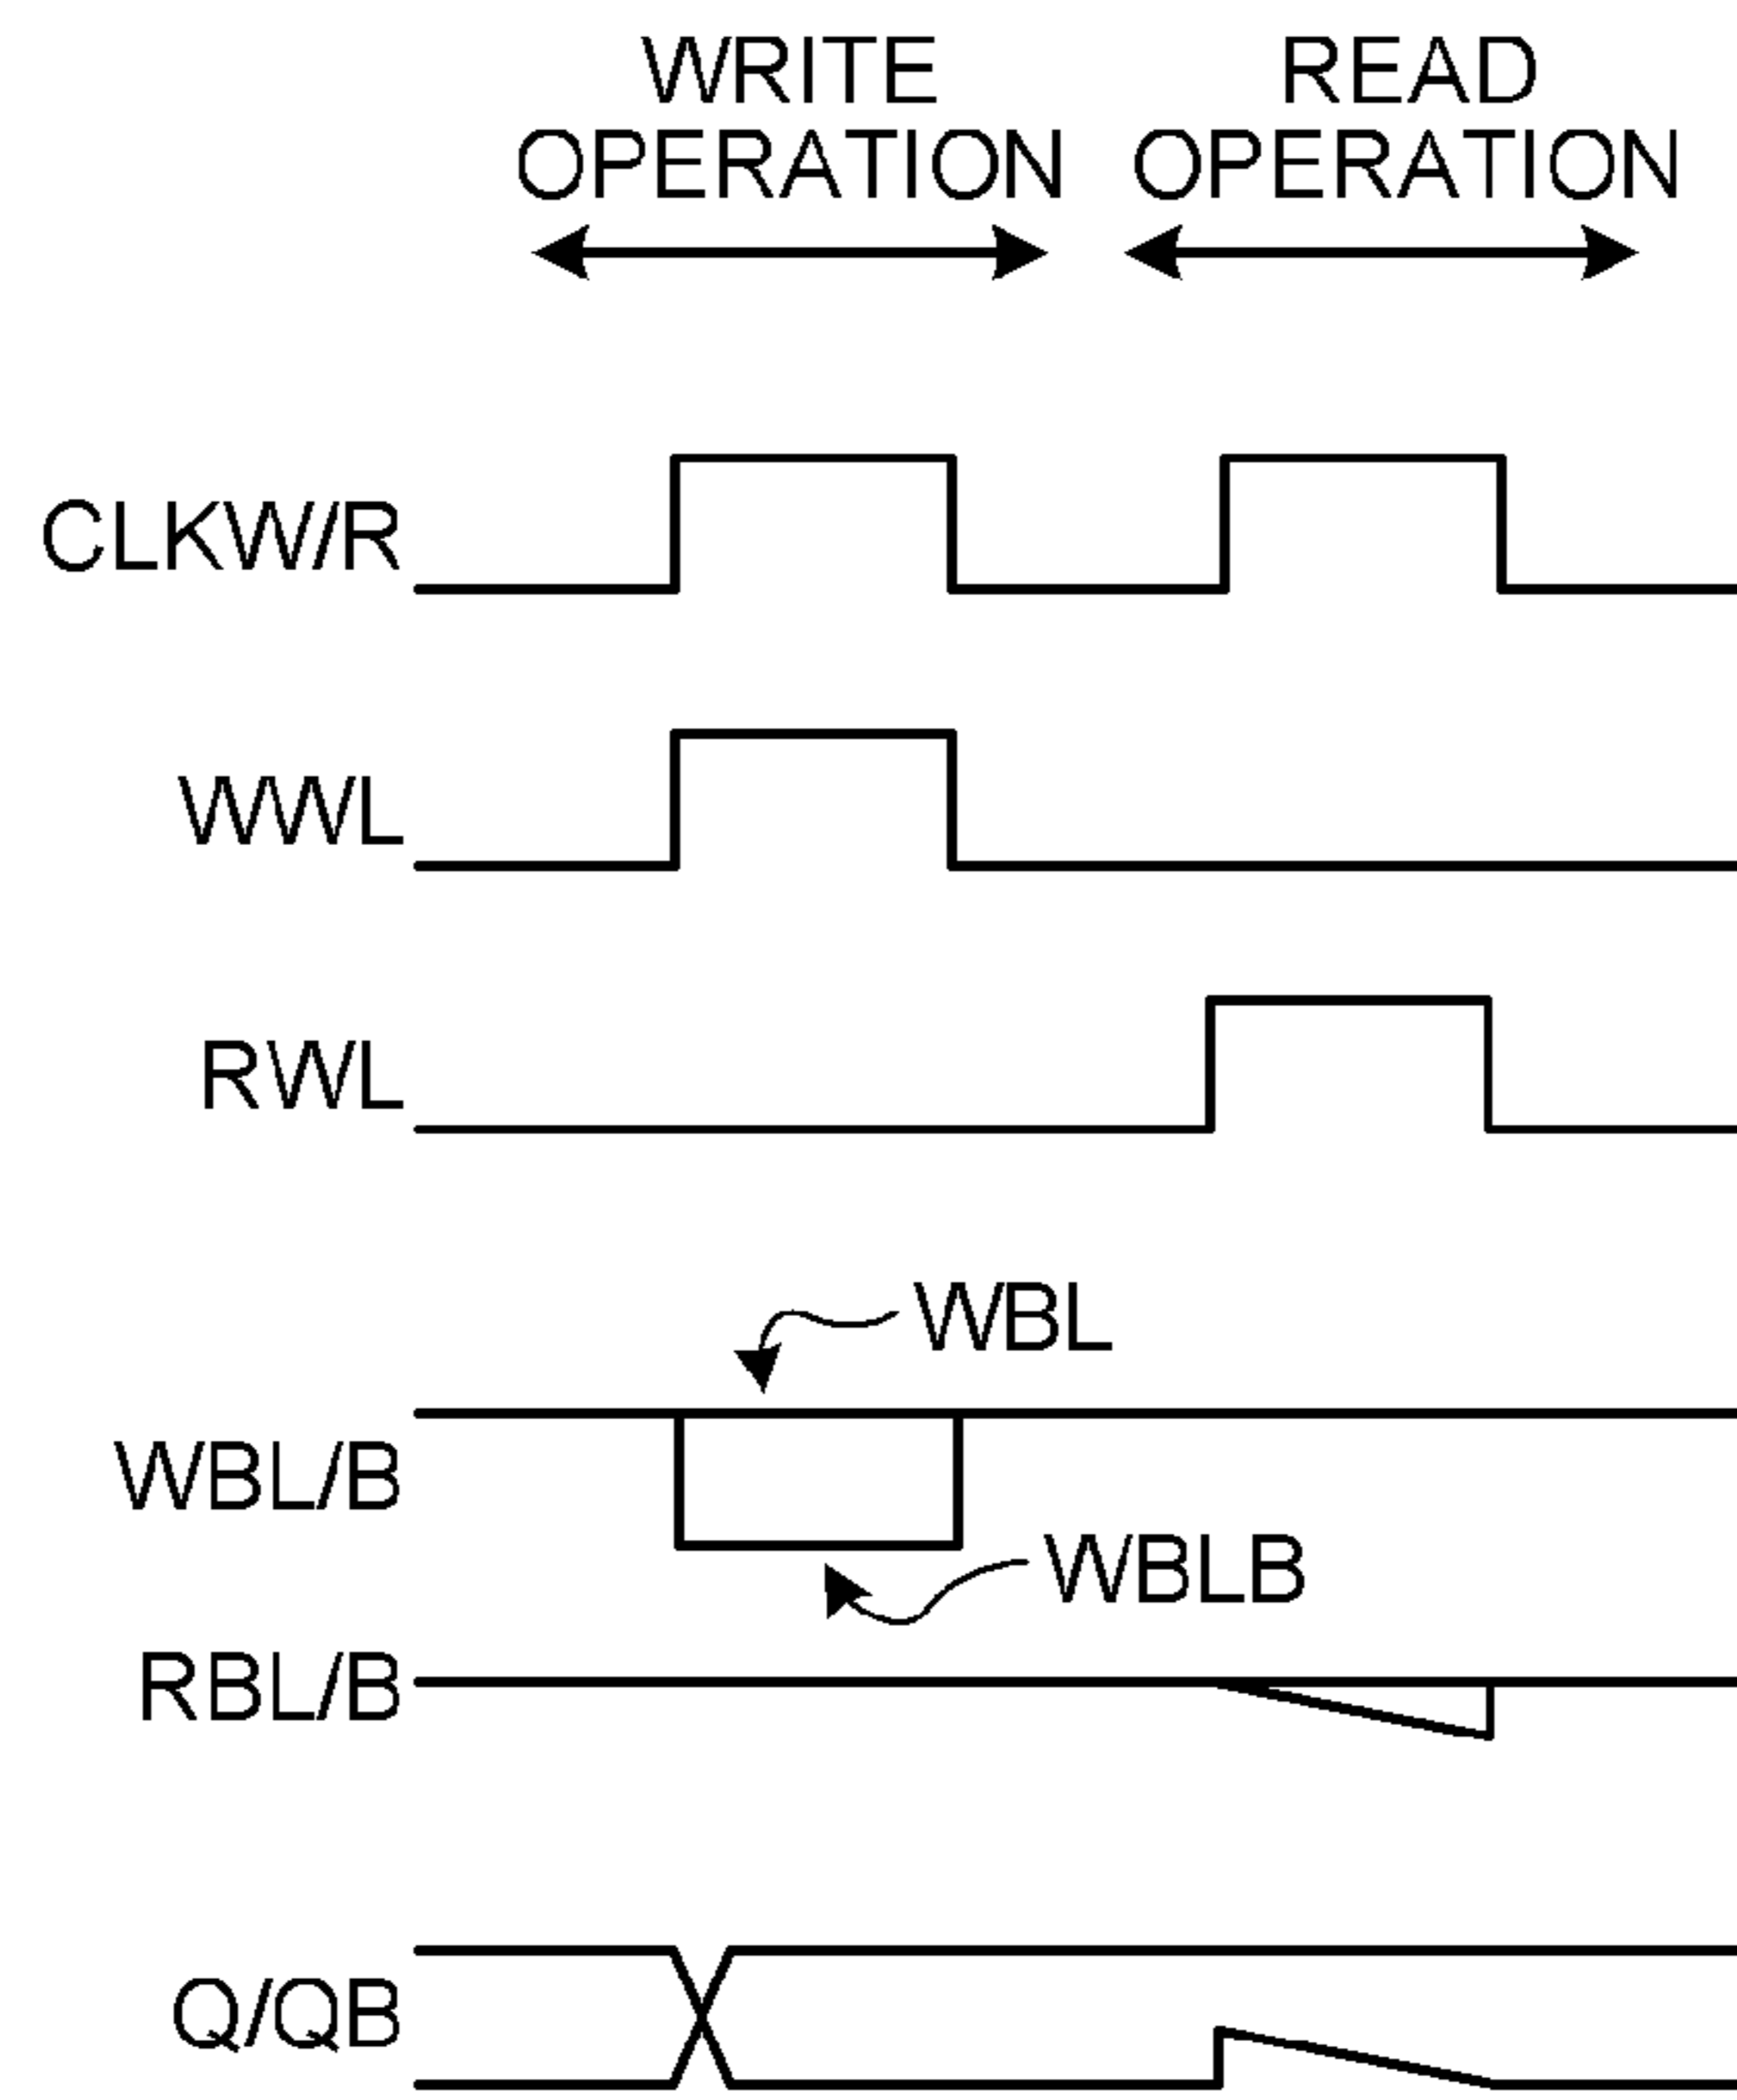 WRITE
OPERATION
READ
OPERATION
CLKW/R
WWL
RWL
WBL
WBL/B
WBLB
RBL/B
Q/QB